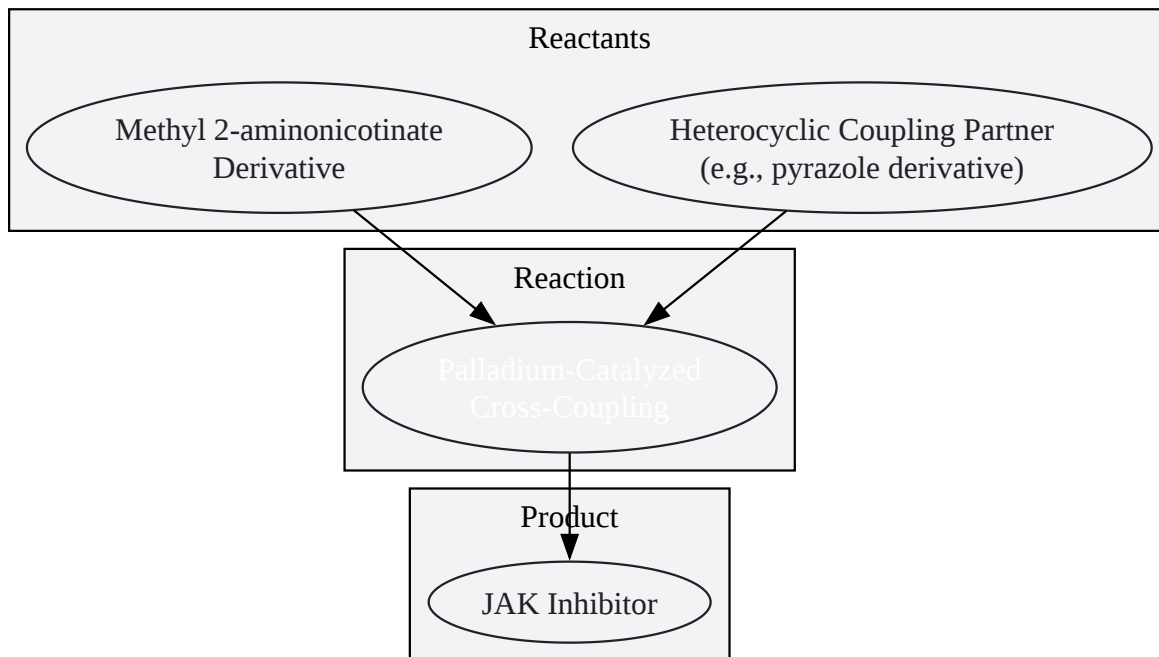 Reactants
Methyl 2-aminonicotinate
Derivative
Heterocyclic Coupling Partner
(e.g., pyrazole derivative)
Reaction
Palladium-Catalyzed
Cross-Coupling
Product
JAK Inhibitor